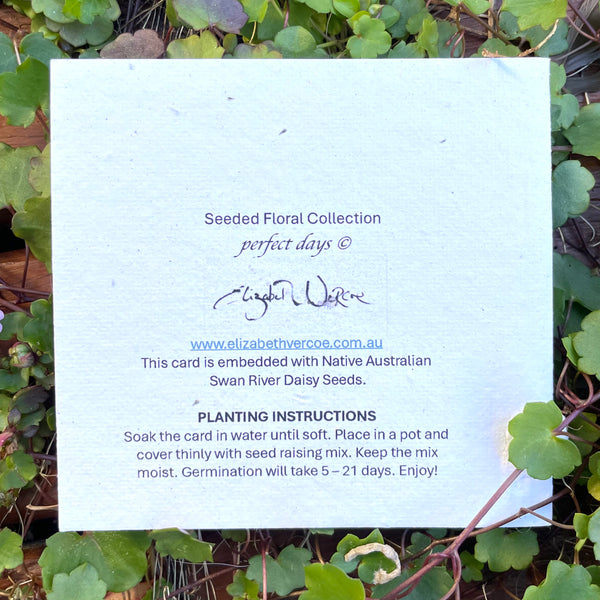 Seeded Floral Collection
perfect days ©
Elizabeth Vercoe
www.elizabethvercoe.com.au
This card is embedded with Native Australian
Swan River Daisy Seeds.
PLANTING INSTRUCTIONS
Soak the card in water until soft. Place in a pot and
cover thinly with seed raising mix. Keep the mix
moist. Germination will take 5 – 21 days. Enjoy!